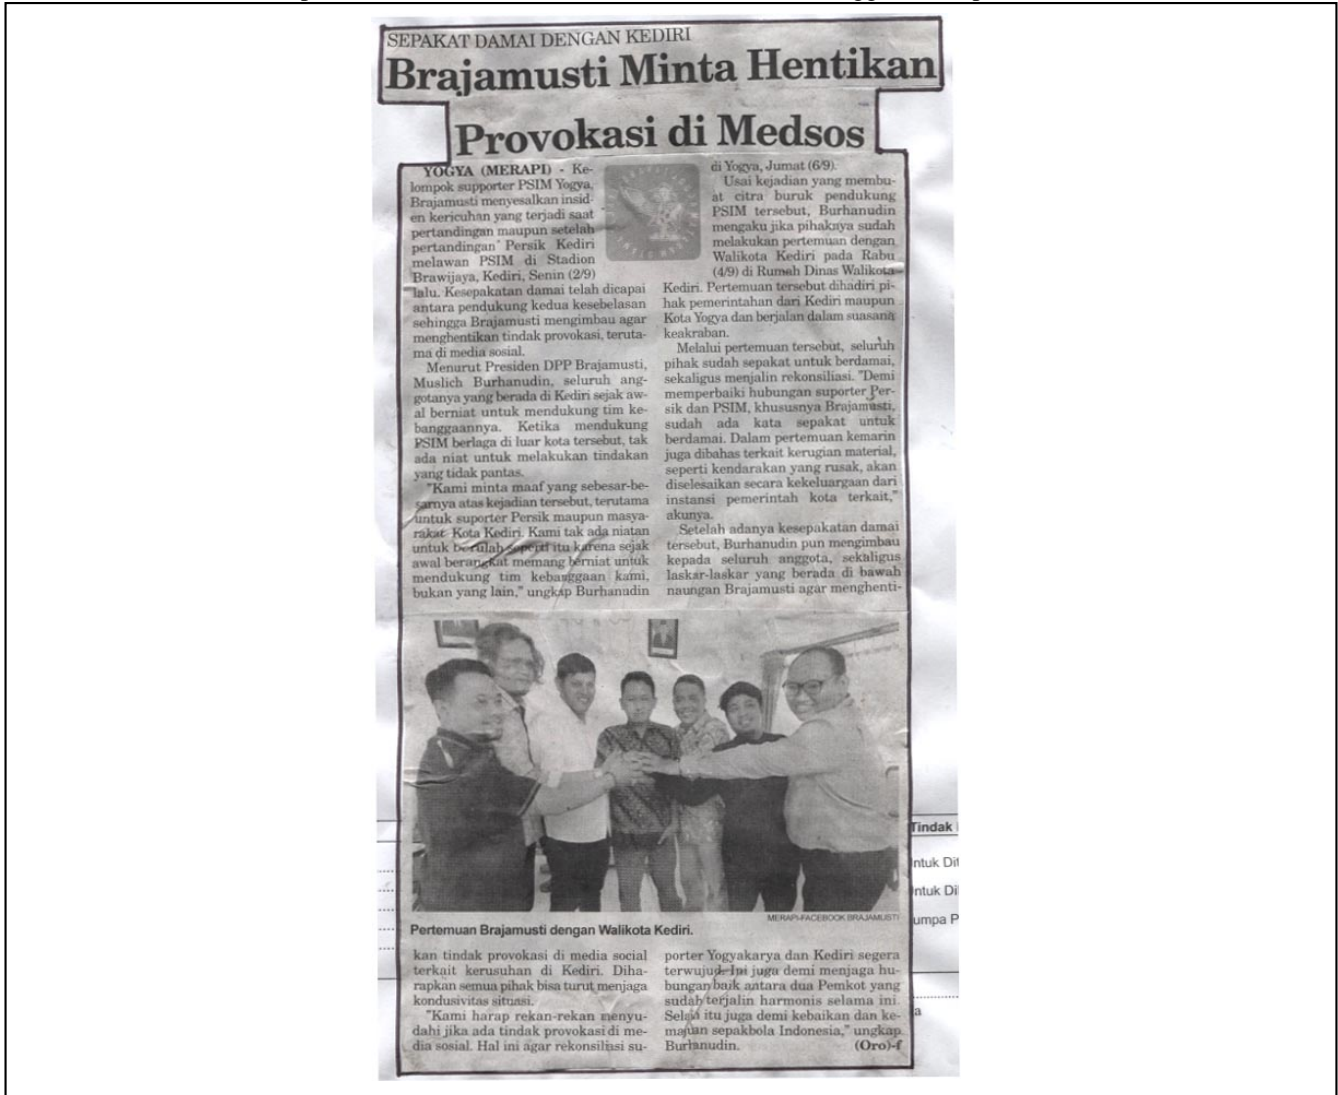 SEPAKAT DAMAI DENGAN KEDIRI
Brajamusti Minta Hentikan
Provokasi di Medsos
YOGYA (MERAPI) - Ke-
lompok supporter PSIM Yogya,
Brajamusti menyesalkan insid-
en kericuhan yang terjadi saat
pertandingan maupun setelah
pertandingan Persik Kediri
melawan PSIM di Stadion
Brawijaya, Kediri, Senin (2/9)
lalu. Kesepakatan damai telah dicapai
antara pendukung kedua kesebelasan
sehingga Brajamusti mengimbau agar
menghentikan tindak provokasi, teruta-
ma di media sosial.
Menurut Presiden DPP Brajamusti,
Muslich Burhanudin, seluruh ang-
gotanya yang berada di Kediri sejak aw-
al berniat untuk mendukung tim ke-
banggaannya. Ketika mendukung
PSIM berlaga di luar kota tersebut, tak
ada niat untuk melakukan tindakan
yang tidak pantas.
"Kami minta maaf yang sebesar-be-
sarnya atas kejadian tersebut, terutama
untuk suporter Persik maupun masya-
rakat Kota Kediri. Kami tak ada niatan
untuk berulah seperti itu karena sejak
awal berangkat memang berniat untuk
mendukung tim kebanggaan kami,
bukan yang lain," ungkap Burhanudin
di Yogya, Jumat (6/9).
Usai kejadian yang membu-
at citra buruk pendukung
PSIM tersebut, Burhanudin
mengaku jika pihaknya sudah
melakukan pertemuan dengan
Walikota Kediri pada Rabu
(4/9) di Rumah Dinas Walikota
Kediri. Pertemuan tersebut dihadiri pi-
hak pemerintahan dari Kediri maupun
Kota Yogya dan berjalan dalam suasana
keakraban.
Melalui pertemuan tersebut, seluruh
pihak sudah sepakat untuk berdamai,
sekaligus menjalin rekonsiliasi. "Demi
memperbaiki hubungan suporter Per-
sik dan PSIM, khususnya Brajamusti,
sudah ada kata sepakat untuk
berdamai. Dalam pertemuan kemarin
juga dibahas terkait kerugian material,
seperti kendarakan yang rusak, akan
diselesaikan secara kekeluargaan dari
instansi pemerintah kota terkait,"
akunya.
Setelah adanya kesepakatan damai
tersebut, Burhanudin pun mengimbau
kepada seluruh anggota, sekaligus
laskar-laskar yang berada di bawah
naungan Brajamusti agar menghenti-
MERAPI-FACEBOOK BRAJAMUSTI
Pertemuan Brajamusti dengan Walikota Kediri.
kan tindak provokasi di media social
terkait kerusuhan di Kediri. Diha-
rapkan semua pihak bisa turut menjaga
kondusivitas situasi.
"Kami harap rekan-rekan menyu-
dahi jika ada tindak provokasi di me-
dia sosial. Hal ini agar rekonsiliasi su-
porter Yogyakarya dan Kediri segera
terwujud. Ini juga demi menjaga hu-
bungan baik antara dua Pemkot yang
sudah terjalin harmonis selama ini.
Selain itu juga demi kebaikan dan ke-
majuan sepakbola Indonesia," ungkap
Burhanudin. (Oro)-f
Tindak
ntuk Dit
ntuk Di
umpa P
a